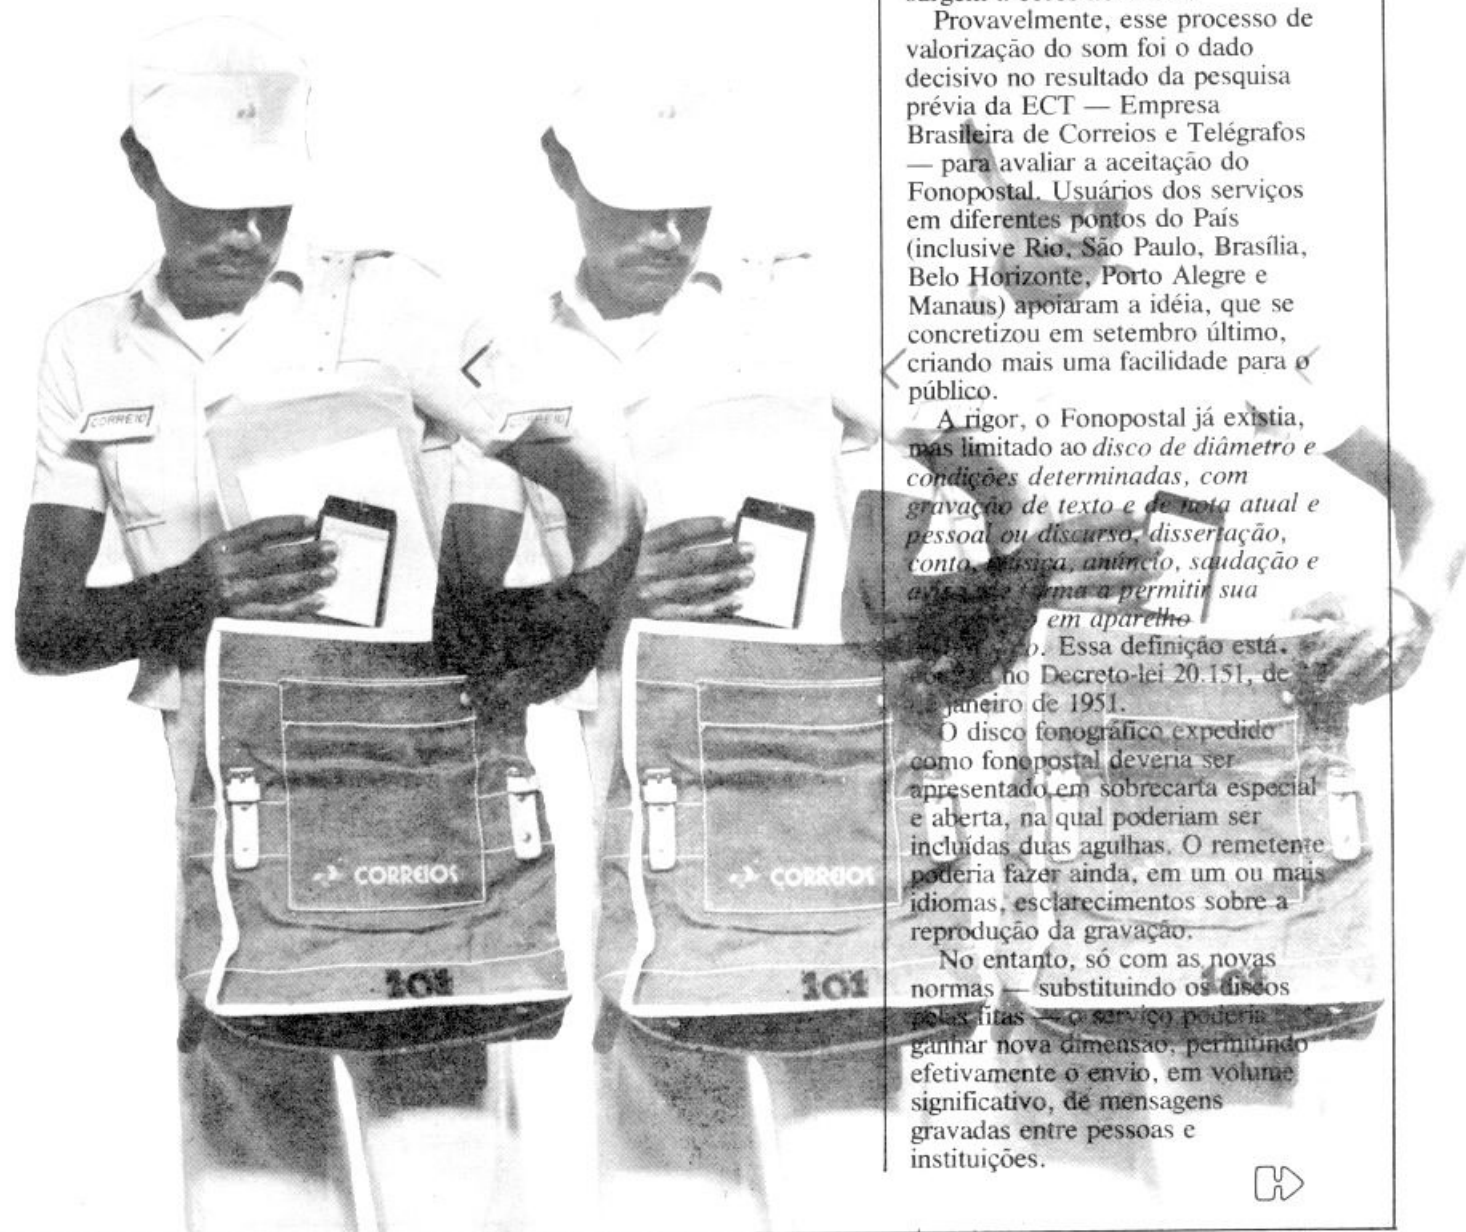 Provavelmente, esse processo de
valorização do som foi o dado
decisivo no resultado da pesquisa
prévia da ECT — Empresa
Brasileira de Correios e Telégrafos
— para avaliar a aceitação do
Fonopostal. Usuários dos serviços
em diferentes pontos do País
(inclusive Rio, São Paulo, Brasília,
Belo Horizonte, Porto Alegre e
Manaus) apoiaram a idéia, que se
concretizou em setembro último,
criando mais uma facilidade para o
público.
A rigor, o Fonopostal já existia,
mas limitado ao disco de diâmetro e
condições determinadas, com
gravação de texto e de nota atual e
pessoal ou discurso, dissertação,
conto, música, anúncio, saudação e
a permitir sua
em aparelho
Essa definição está
no Decreto-lei 20.151, de
janeiro de 1951.
O disco fonográfico expedido
como fonopostal deveria ser
apresentado em sobrecarta especial
e aberta, na qual poderiam ser
incluídas duas agulhas. O remetente
poderia fazer ainda, em um ou mais
idiomas, esclarecimentos sobre a
reprodução da gravação.
No entanto, só com as novas
normas — substituindo os discos
pelas fitas — o serviço poderia
ganhar nova dimensão, permitindo
efetivamente o envio, em volume
significativo, de mensagens
gravadas entre pessoas e
instituições.
CORREIO
CORREIO
CORREIOS
CORREIOS
101
101
101